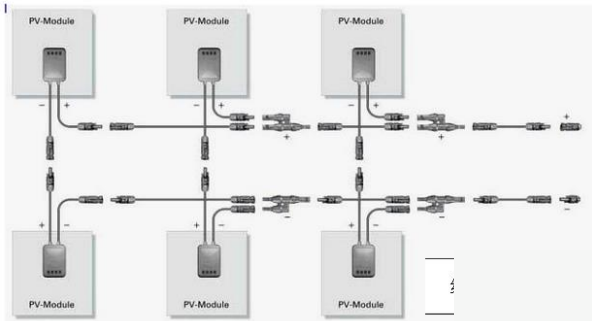 PV-Module PV-Module PV-Module
− + − + − +
+ + +
− − −
+ − + − + −
PV-Module PV-Module PV-Module